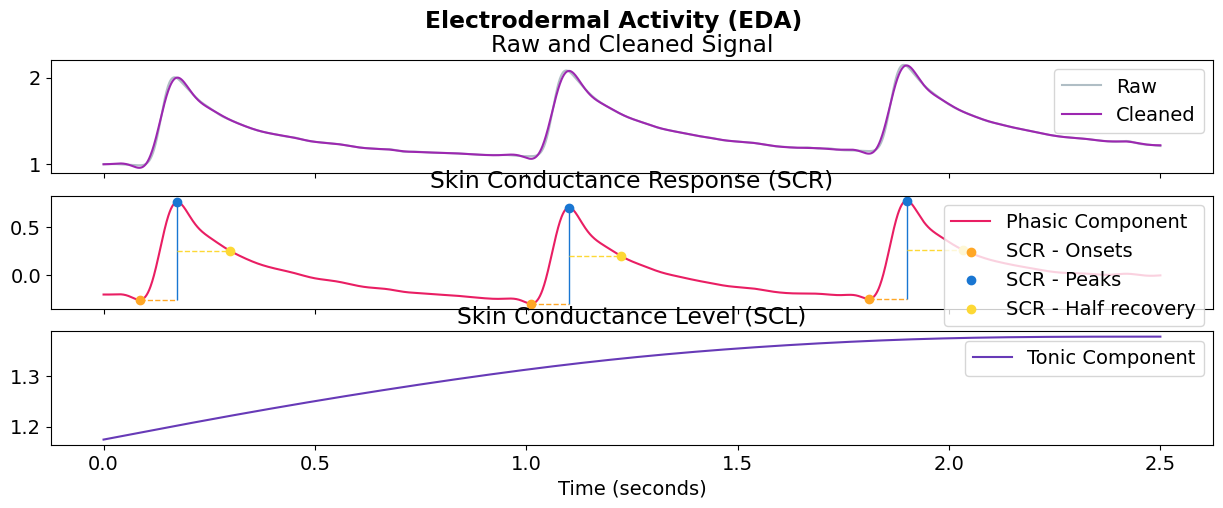 Electrodermal Activity (EDA)
Raw and Cleaned Signal
2
1
Raw
Cleaned
Skin Conductance Response (SCR)
0.5
0.0
Phasic Component
SCR - Onsets
SCR - Peaks
SCR - Half recovery
Skin Conductance Level (SCL)
1.3
1.2
Tonic Component
0.0 0.5 1.0 1.5 2.0 2.5
Time (seconds)